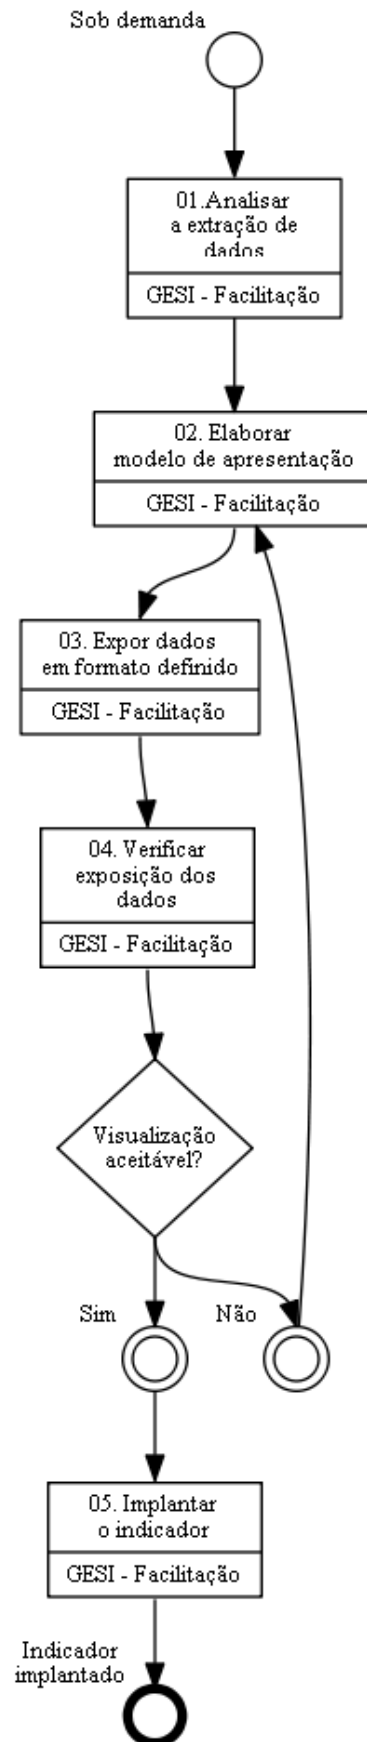 Sob demanda
01.Analisar
a extração de
dados
GESI - Facilitação
02. Elaborar
modelo de apresentação
GESI - Facilitação
03. Expor dados
em formato definido
GESI - Facilitação
04. Verificar
exposição dos
dados
GESI - Facilitação
Visualização
aceitável?
Sim
Não
05. Implantar
o indicador
GESI - Facilitação
Indicador
implantado